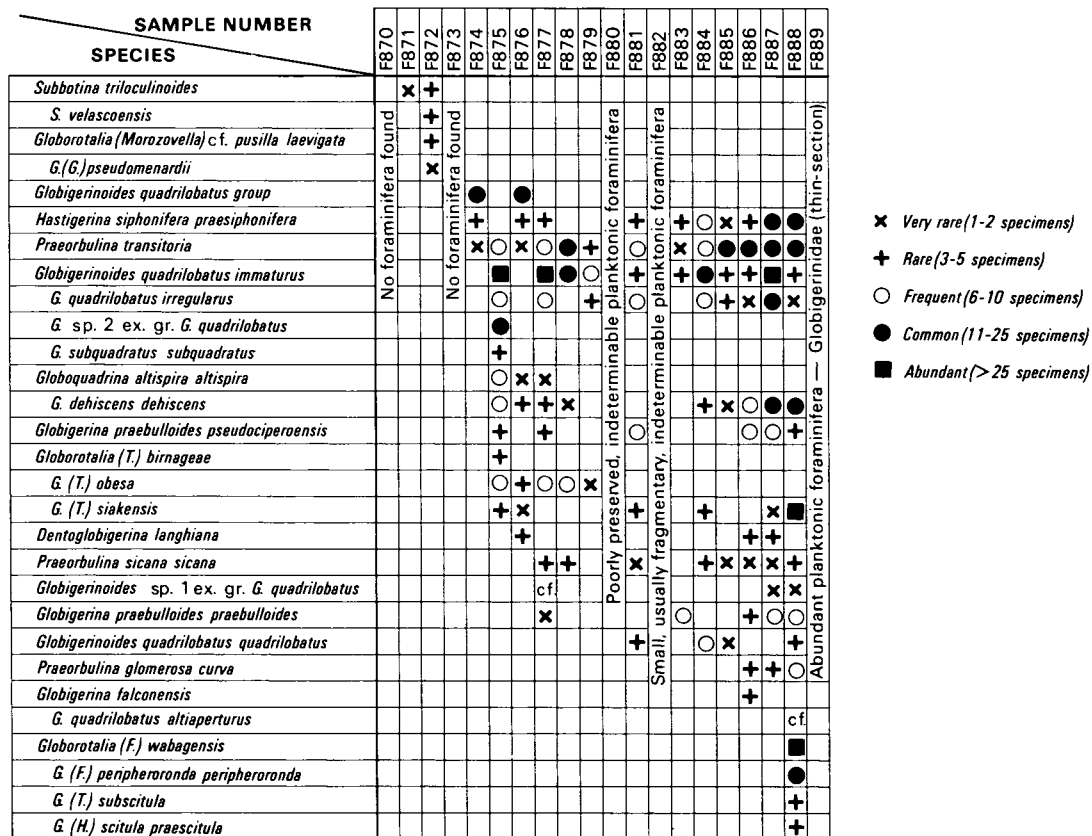 SAMPLE NUMBER
SPECIES
F870 F871 F872 F873 F874 F875 F876 F877 F878 F879 F880 F881 F882 F883 F884 F885 F886 F887 F888 F889
Subbotina triloculinoides
S. velascoensis
Globorotalia (Morozovella) cf. pusilla laevigata
G.(G.) pseudomenardii
Globigerinoides quadrilobatus group
Hastigerina siphonifera praesiphonifera
Praeorbulina transitoria
Globigerinoides quadrilobatus immaturus
G. quadrilobatus irregularus
G. sp. 2 ex. gr. G. quadrilobatus
G. subquadratus subquadratus
Globoquadrina altispira altispira
G. dehiscens dehiscens
Globigerina praebulloides pseudociperoensis
Globorotalia (T.) birnageae
G. (T.) obesa
G. (T.) siakensis
Dentoglobigerina langhiana
Praeorbulina sicana sicana
Globigerinoides sp. 1 ex. gr. G. quadrilobatus cf.
Globigerina praebulloides praebulloides
Globigerinoides quadrilobatus quadrilobatus
Praeorbulina glomerosa curva
Globigerina falconensis
G. quadrilobatus altiaperturus cf.
Globorotalia (F.) wabagensis
G. (F.) peripheroronda peripheroronda
G. (T.) subscitula
G. (H.) scitula praescitula
No foraminifera found
No foraminifera found
Poorly preserved, indeterminable planktonic foraminifera
Small, usually fragmentary, indeterminable planktonic foraminifera
Abundant planktonic foraminifera — Globigerinidae (thin-section)
Very rare (1-2 specimens)
Rare (3-5 specimens)
Frequent (6-10 specimens)
Common (11-25 specimens)
Abundant (> 25 specimens)